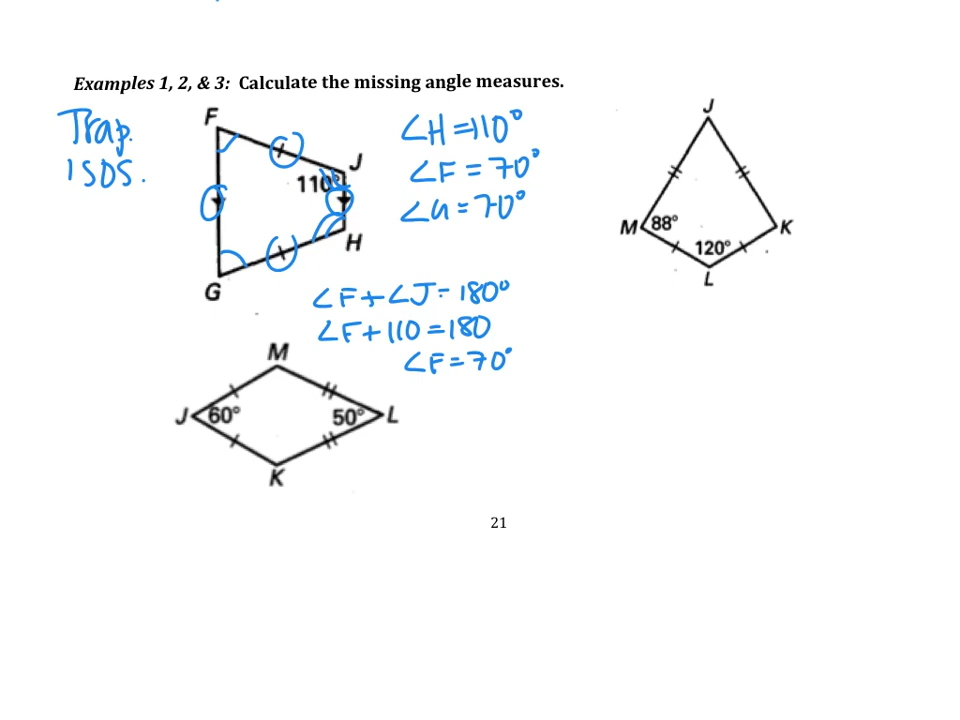 Examples 1, 2, & 3: Calculate the missing angle measures.
Trap.
ISOS.
F
J
110°
H
G
∠H = 110°
∠F = 70°
∠G = 70°
∠F + ∠J = 180°
∠F + 110 = 180
∠F = 70°
J
M 88°
K
120°
L
M
J 60°
50° L
K
21